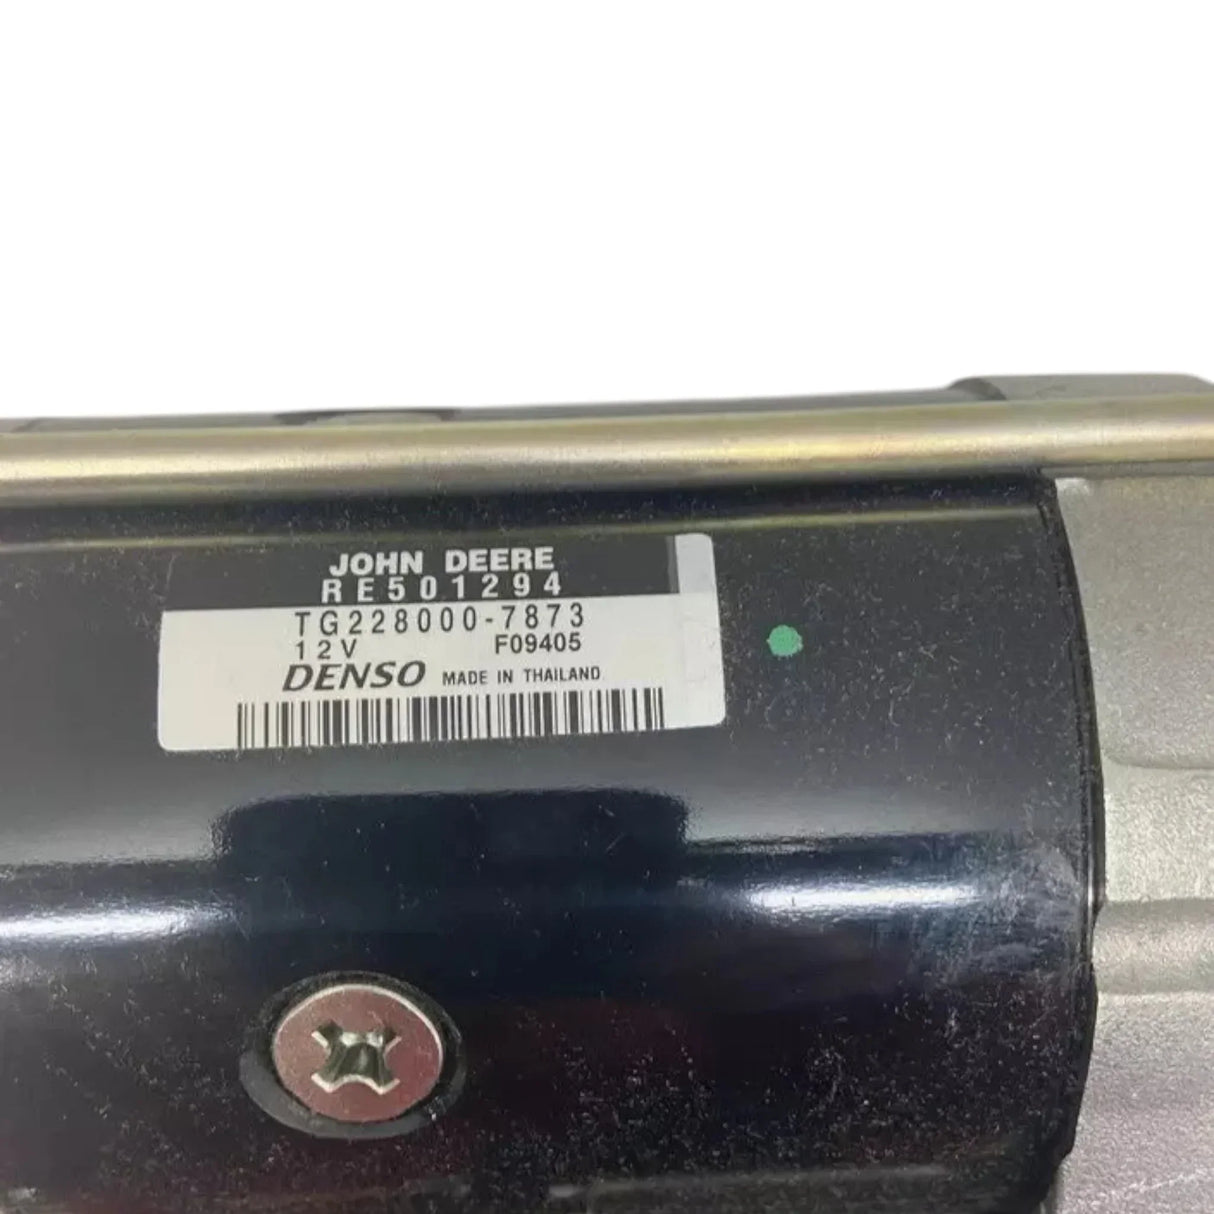 JOHN DEERE
RE501294
TG228000-7873
12V F09405
DENSO MADE IN THAILAND